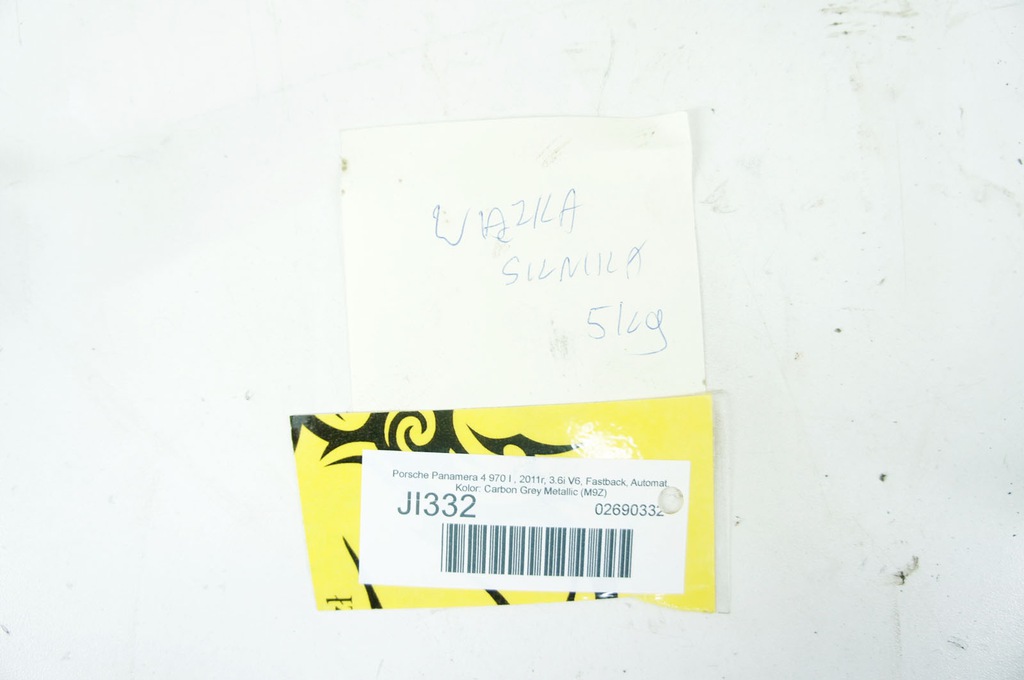 WIĄZKA
SILNIKA
5kg
Porsche Panamera 4 970 I , 2011r, 3.6i V6, Fastback, Automat
Kolor: Carbon Grey Metallic (M9Z)
JI332
02690332
zł